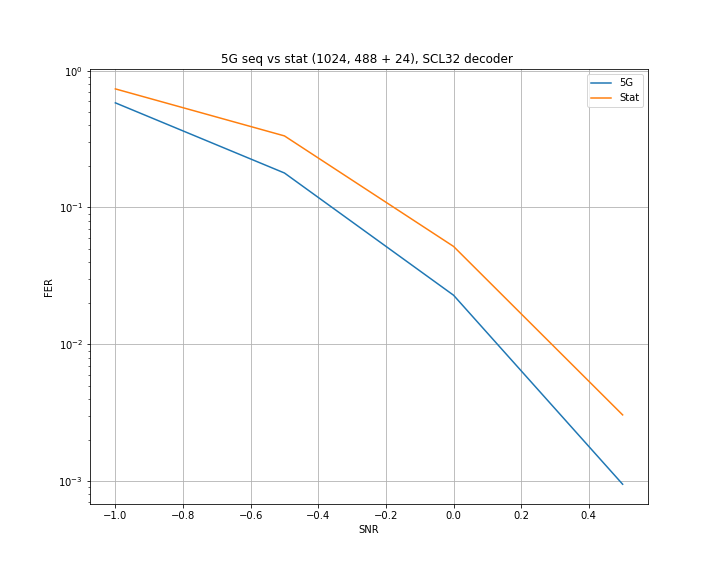 5G seq vs stat (1024, 488 + 24), SCL32 decoder
5G
Stat
10⁰
10⁻¹
10⁻²
10⁻³
FER
−1.0
−0.8
−0.6
−0.4
−0.2
0.0
0.2
0.4
SNR